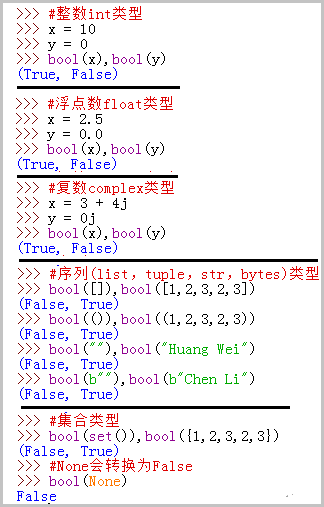 >>> #整数int类型
>>> x = 10
>>> y = 0
>>> bool(x),bool(y)
(True, False)
>>> #浮点数float类型
>>> x = 2.5
>>> y = 0.0
>>> bool(x),bool(y)
(True, False)
>>> #复数complex类型
>>> x = 3 + 4j
>>> y = 0j
>>> bool(x),bool(y)
(True, False)
>>> #序列(list，tuple，str，bytes)类型
>>> bool([]),bool([1,2,3,2,3])
(False, True)
>>> bool(()),bool((1,2,3,2,3))
(False, True)
>>> bool(""),bool("Huang Wei")
(False, True)
>>> bool(b""),bool(b"Chen Li")
(False, True)
>>> #集合类型
>>> bool(set()),bool({1,2,3,2,3})
(False, True)
>>> #None会转换为False
>>> bool(None)
False